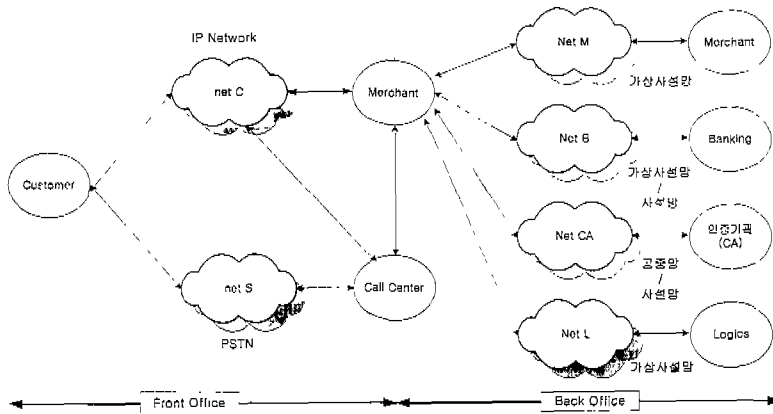 IP Network
net C
Merchant
Net M
Merchant
가상사설망
Net B
Banking
가상사설망
/
사설망
Customer
Net CA
인증기관
(CA)
공중망
/
사설망
net S
Call Center
PSTN
Net L
Logics
가상사설망
Front Office
Back Office